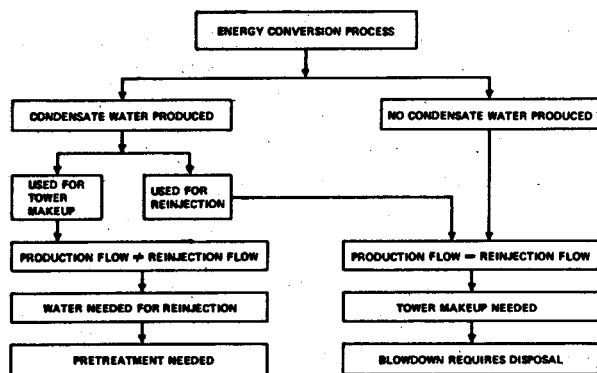 ENERGY CONVERSION PROCESS
CONDENSATE WATER PRODUCED
NO CONDENSATE WATER PRODUCED
USED FOR
TOWER
MAKEUP
USED FOR
REINJECTION
PRODUCTION FLOW ≠ REINJECTION FLOW
PRODUCTION FLOW = REINJECTION FLOW
WATER NEEDED FOR REINJECTION
TOWER MAKEUP NEEDED
PRETREATMENT NEEDED
BLOWDOWN REQUIRES DISPOSAL